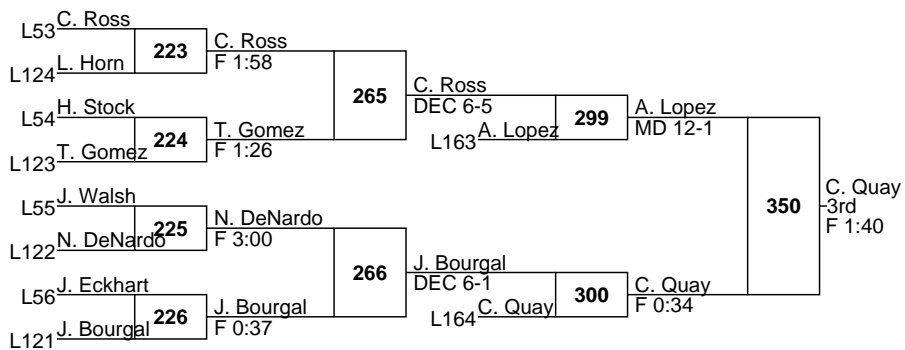 L53 C. Ross
223
C. Ross
F 1:58
L124 L. Horn
265
C. Ross
DEC 6-5
L54 H. Stock
224
T. Gomez
F 1:26
L123 T. Gomez
L163 A. Lopez
299
A. Lopez
MD 12-1
L55 J. Walsh
225
N. DeNardo
F 3:00
L122 N. DeNardo
266
J. Bourgal
DEC 6-1
L56 J. Eckhart
226
J. Bourgal
F 0:37
L121 J. Bourgal
L164 C. Quay
300
C. Quay
F 0:34
350
C. Quay
3rd
F 1:40